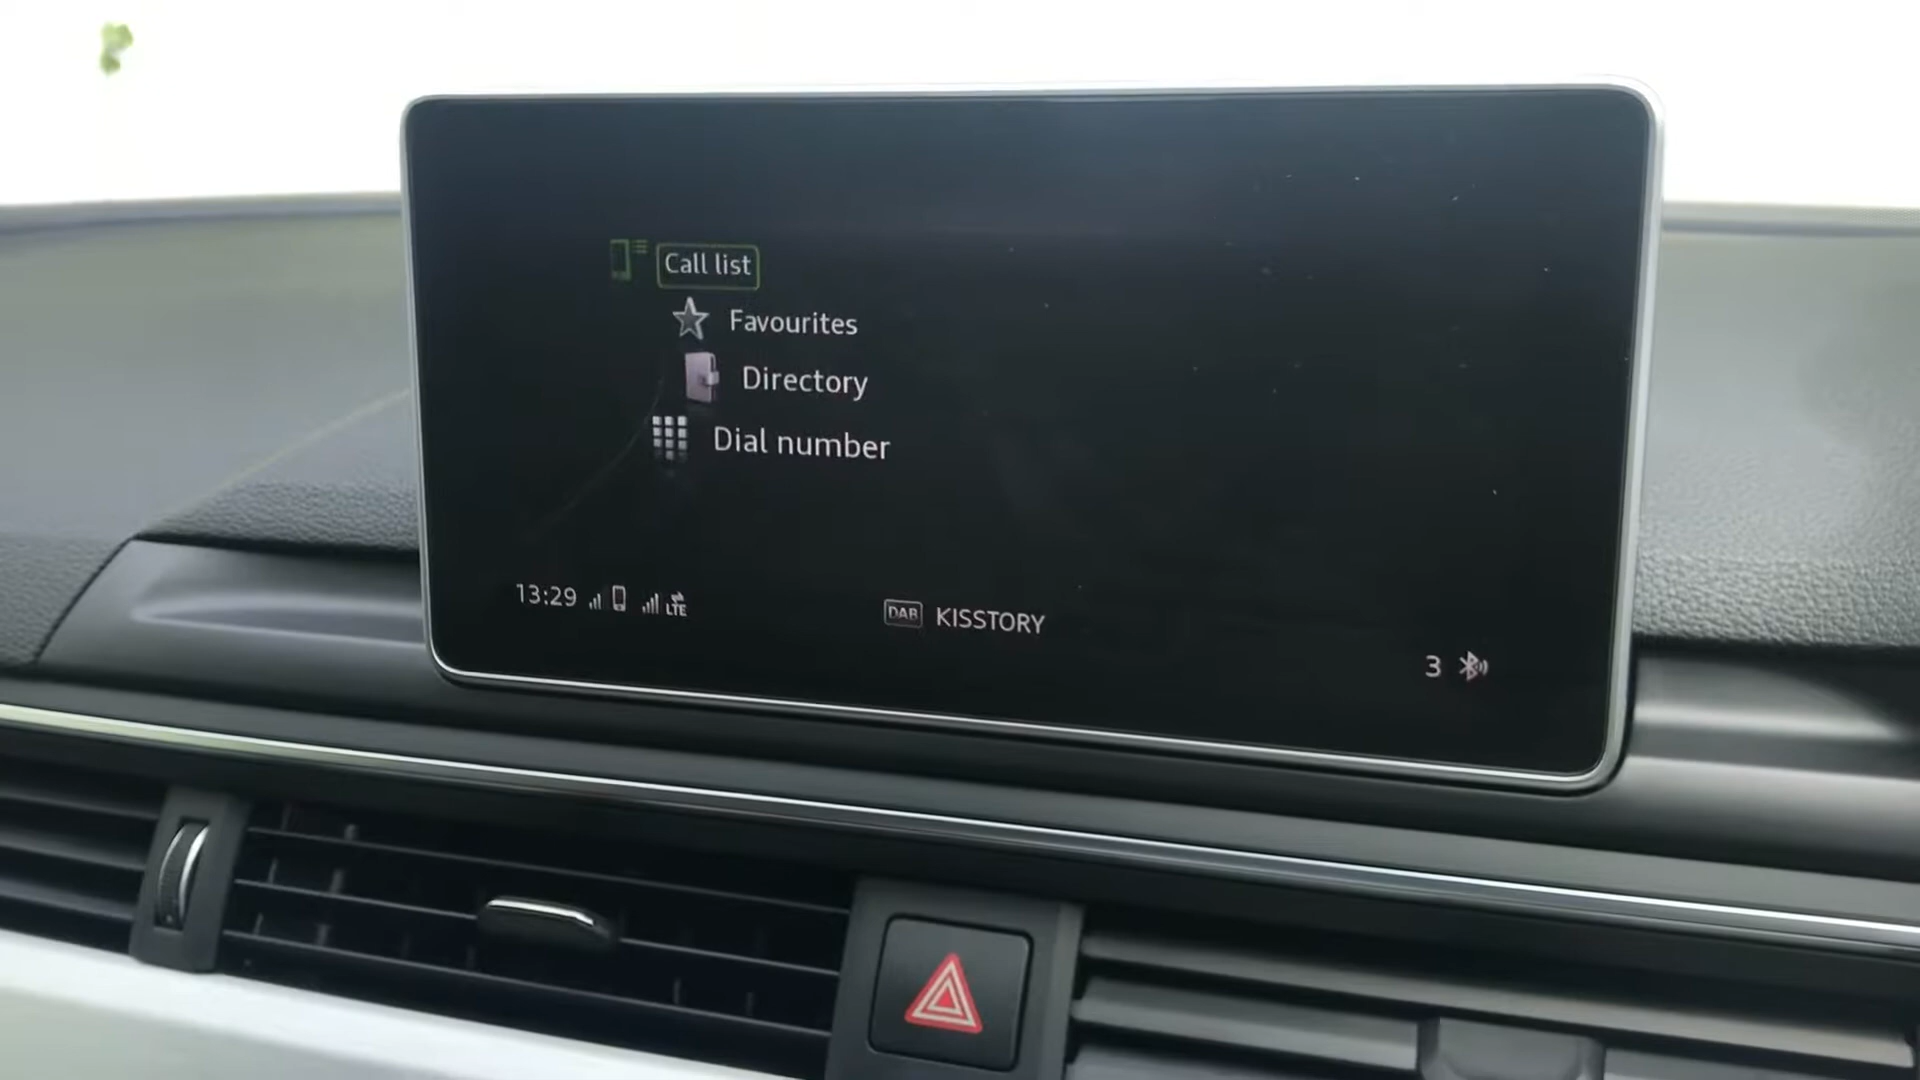 Call list
Favourites
Directory
Dial number
13:29 LTE
DAB KISSTORY
3